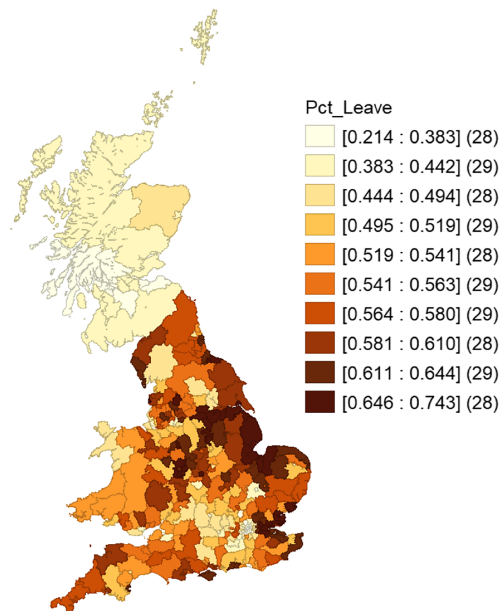 Pct_Leave
[0.214 : 0.383] (28)
[0.383 : 0.442] (29)
[0.444 : 0.494] (28)
[0.495 : 0.519] (29)
[0.519 : 0.541] (28)
[0.541 : 0.563] (29)
[0.564 : 0.580] (29)
[0.581 : 0.610] (28)
[0.611 : 0.644] (29)
[0.646 : 0.743] (28)